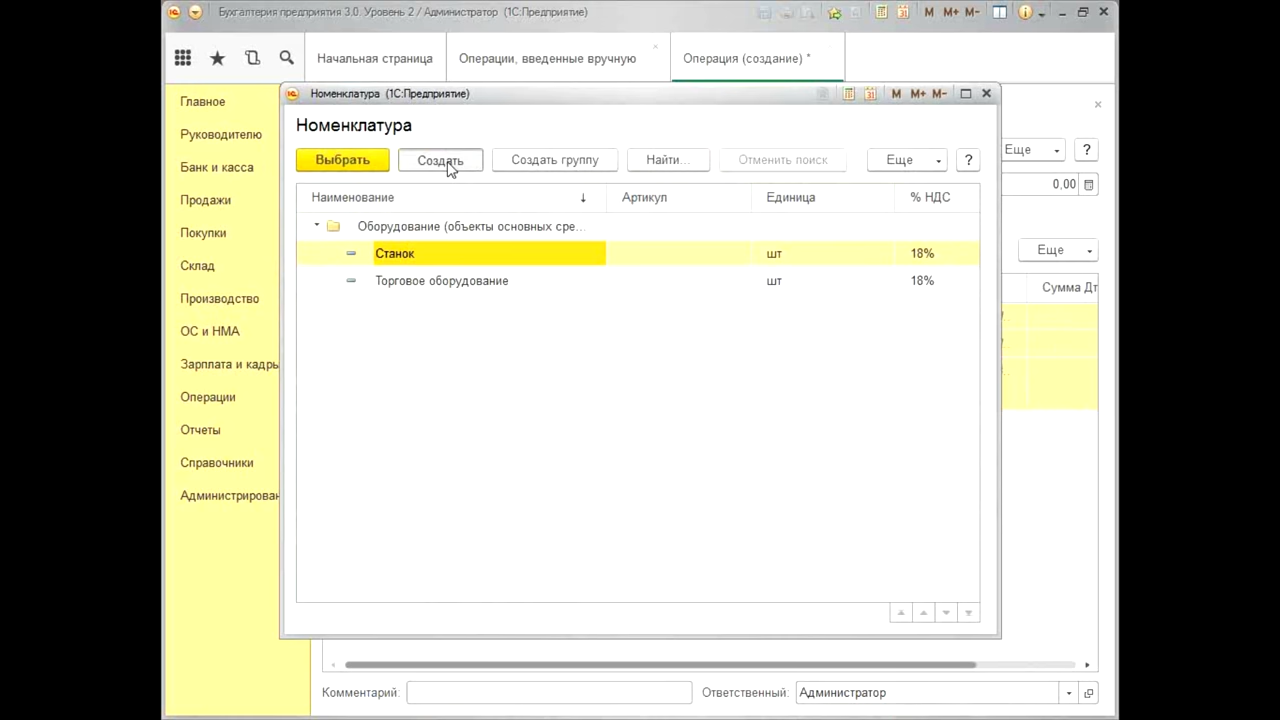 Бухгалтерия предприятия 3.0. Уровень 2 / Администратор (1С:Предприятие)
M M+ M-
Начальная страница
Операции, введенные вручную
Операция (создание) *
Главное
Руководителю
Банк и касса
Продажи
Покупки
Склад
Производство
ОС и НМА
Зарплата и кадры
Операции
Отчеты
Справочники
Администрирован
Номенклатура (1С:Предприятие)
M M+ M-
Номенклатура
Выбрать Создать Создать группу Найти... Отменить поиск Еще ?
Наименование Артикул Единица % НДС
Оборудование (объекты основных сре...
Станок шт 18%
Торговое оборудование шт 18%
Еще ?
0,00
Еще
Сумма Дт
Комментарий: Ответственный: Администратор